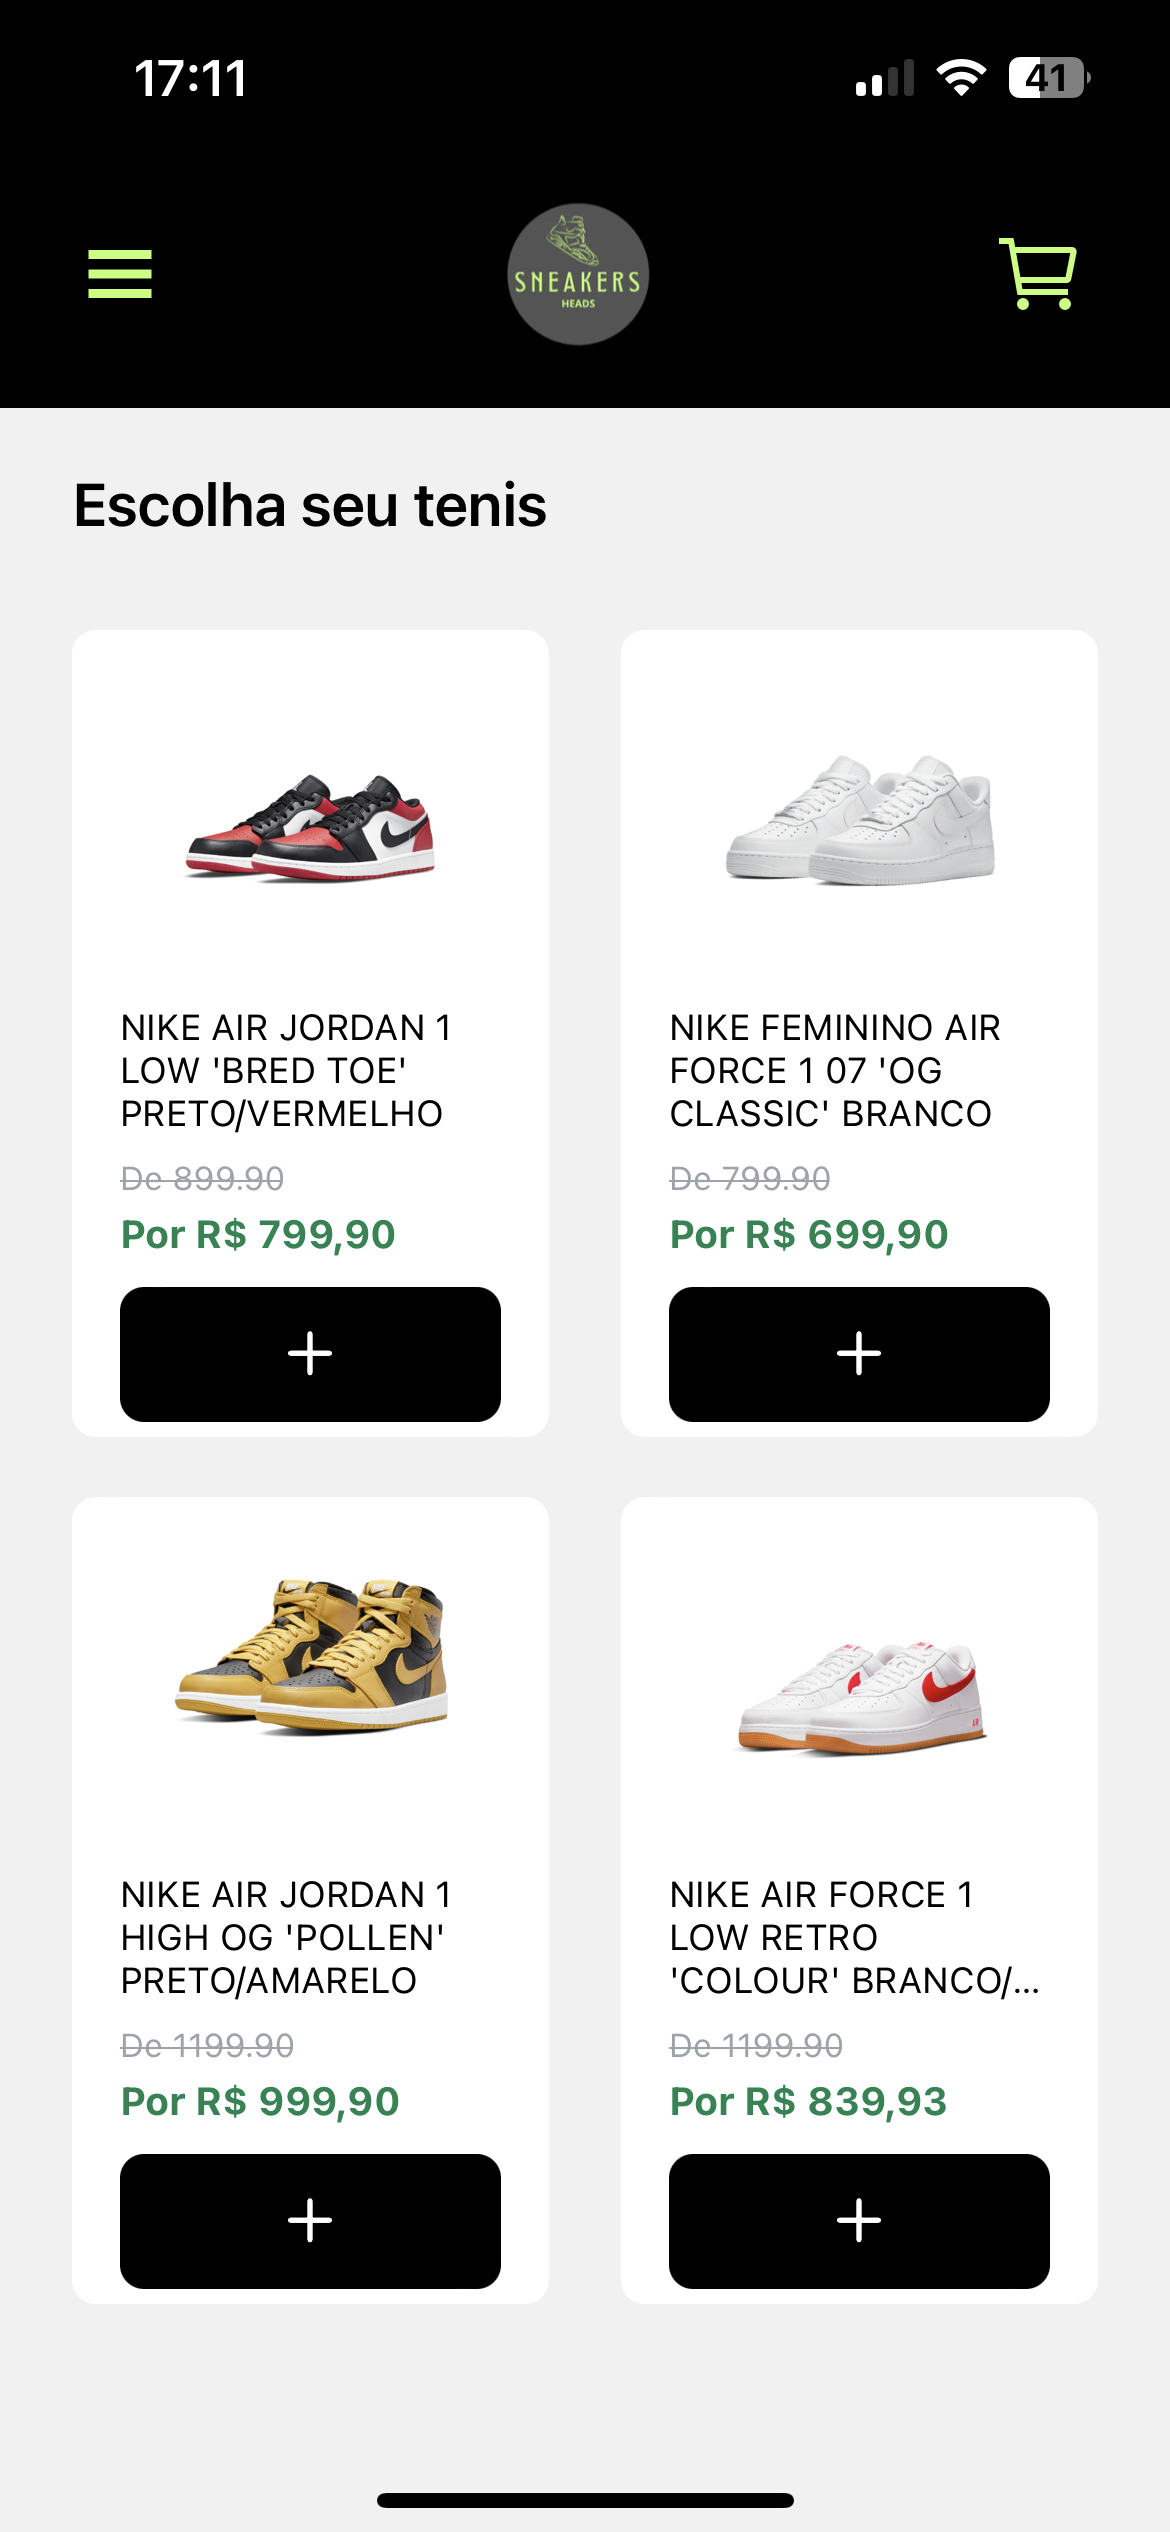 17:11
41
SNEAKERS
HEADS
Escolha seu tenis
NIKE AIR JORDAN 1
LOW 'BRED TOE'
PRETO/VERMELHO
De 899.90
Por R$ 799,90
NIKE FEMININO AIR
FORCE 1 07 'OG
CLASSIC' BRANCO
De 799.90
Por R$ 699,90
NIKE AIR JORDAN 1
HIGH OG 'POLLEN'
PRETO/AMARELO
De 1199.90
Por R$ 999,90
NIKE AIR FORCE 1
LOW RETRO
'COLOUR' BRANCO/...
De 1199.90
Por R$ 839,93